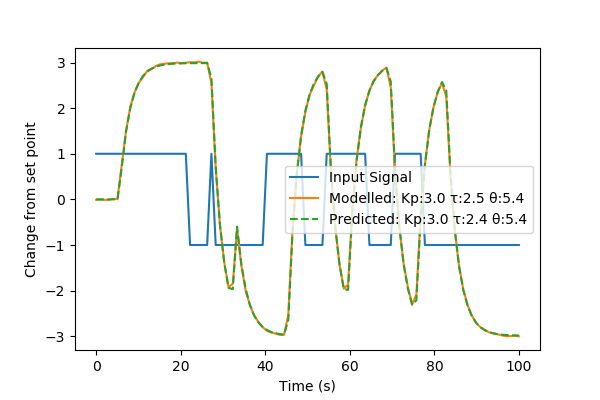 3
2
1
0
−1
−2
−3
Change from set point
Input Signal
Modelled: Kp:3.0 τ:2.5 θ:5.4
Predicted: Kp:3.0 τ:2.4 θ:5.4
0 20 40 60 80 100
Time (s)